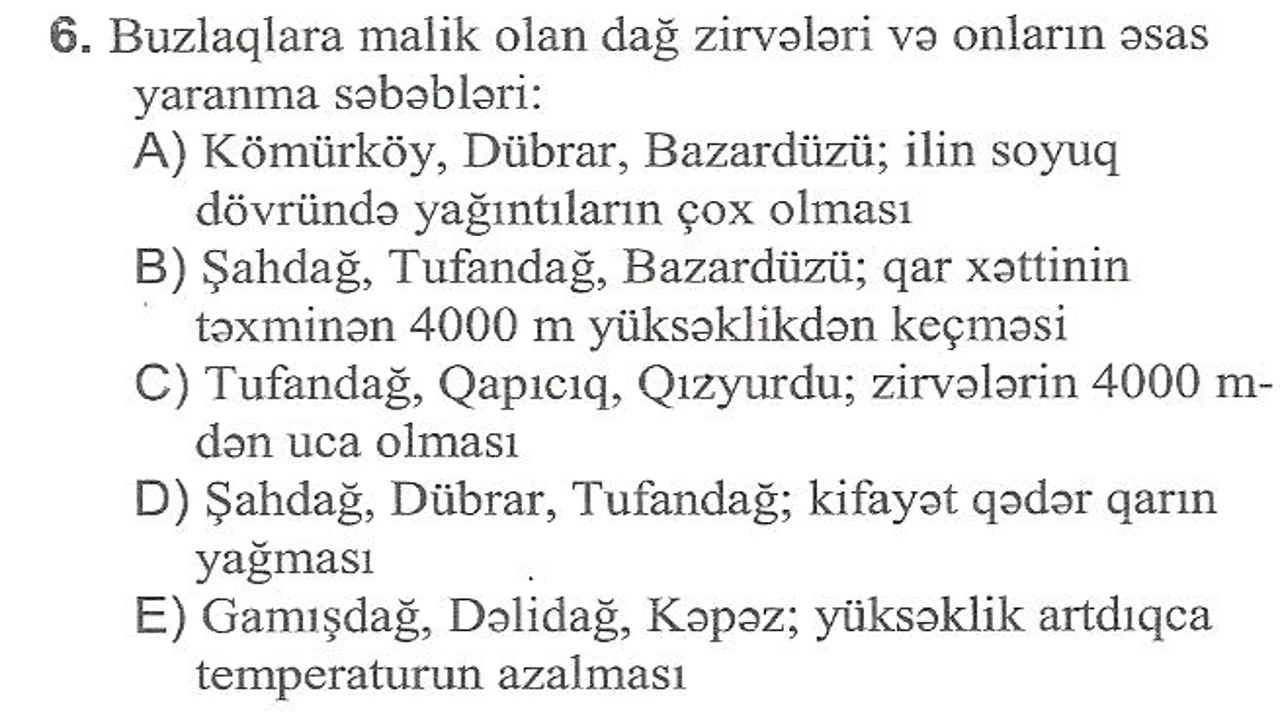 6. Buzlaqlara malik olan dağ zirvələri və onların əsas
yaranma səbəbləri:
A) Kömürköy, Dübrar, Bazardüzü; ilin soyuq
dövründə yağıntıların çox olması
B) Şahdağ, Tufandağ, Bazardüzü; qar xəttinin
təxminən 4000 m yüksəklikdən keçməsi
C) Tufandağ, Qapıcıq, Qızyurdu; zirvələrin 4000 m-
dən uca olması
D) Şahdağ, Dübrar, Tufandağ; kifayət qədər qarın
yağması
E) Gamışdağ, Dəlidağ, Kəpəz; yüksəklik artdıqca
temperaturun azalması